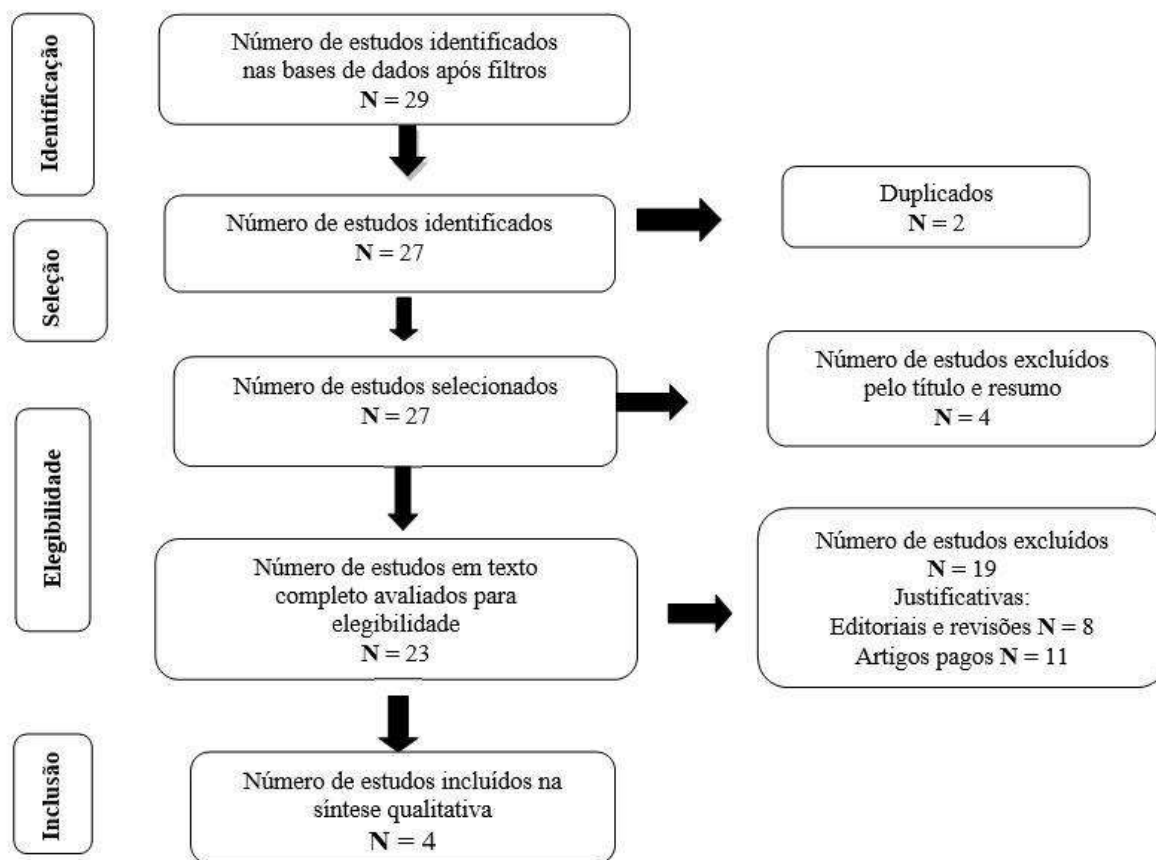 Identificação
Número de estudos identificados
nas bases de dados após filtros
N = 29
Seleção
Número de estudos identificados
N = 27
Duplicados
N = 2
Número de estudos selecionados
N = 27
Número de estudos excluídos
pelo título e resumo
N = 4
Elegibilidade
Número de estudos em texto
completo avaliados para
elegibilidade
N = 23
Número de estudos excluídos
N = 19
Justificativas:
Editoriais e revisões N = 8
Artigos pagos N = 11
Inclusão
Número de estudos incluídos na
síntese qualitativa
N = 4